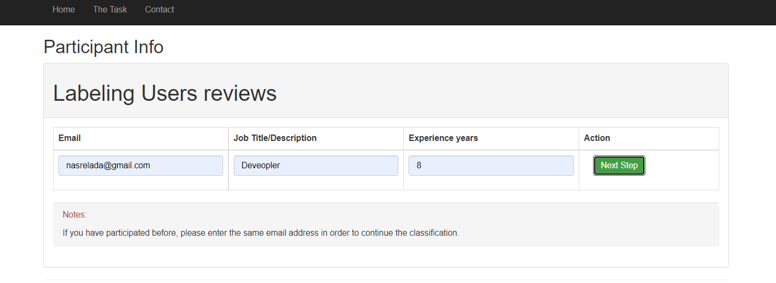 Home The Task Contact
Participant Info
Labeling Users reviews
Email Job Title/Description Experience years Action
nasrelada@gmail.com Deveopler 8 Next Step
Notes:
If you have participated before, please enter the same email address in order to continue the classification.